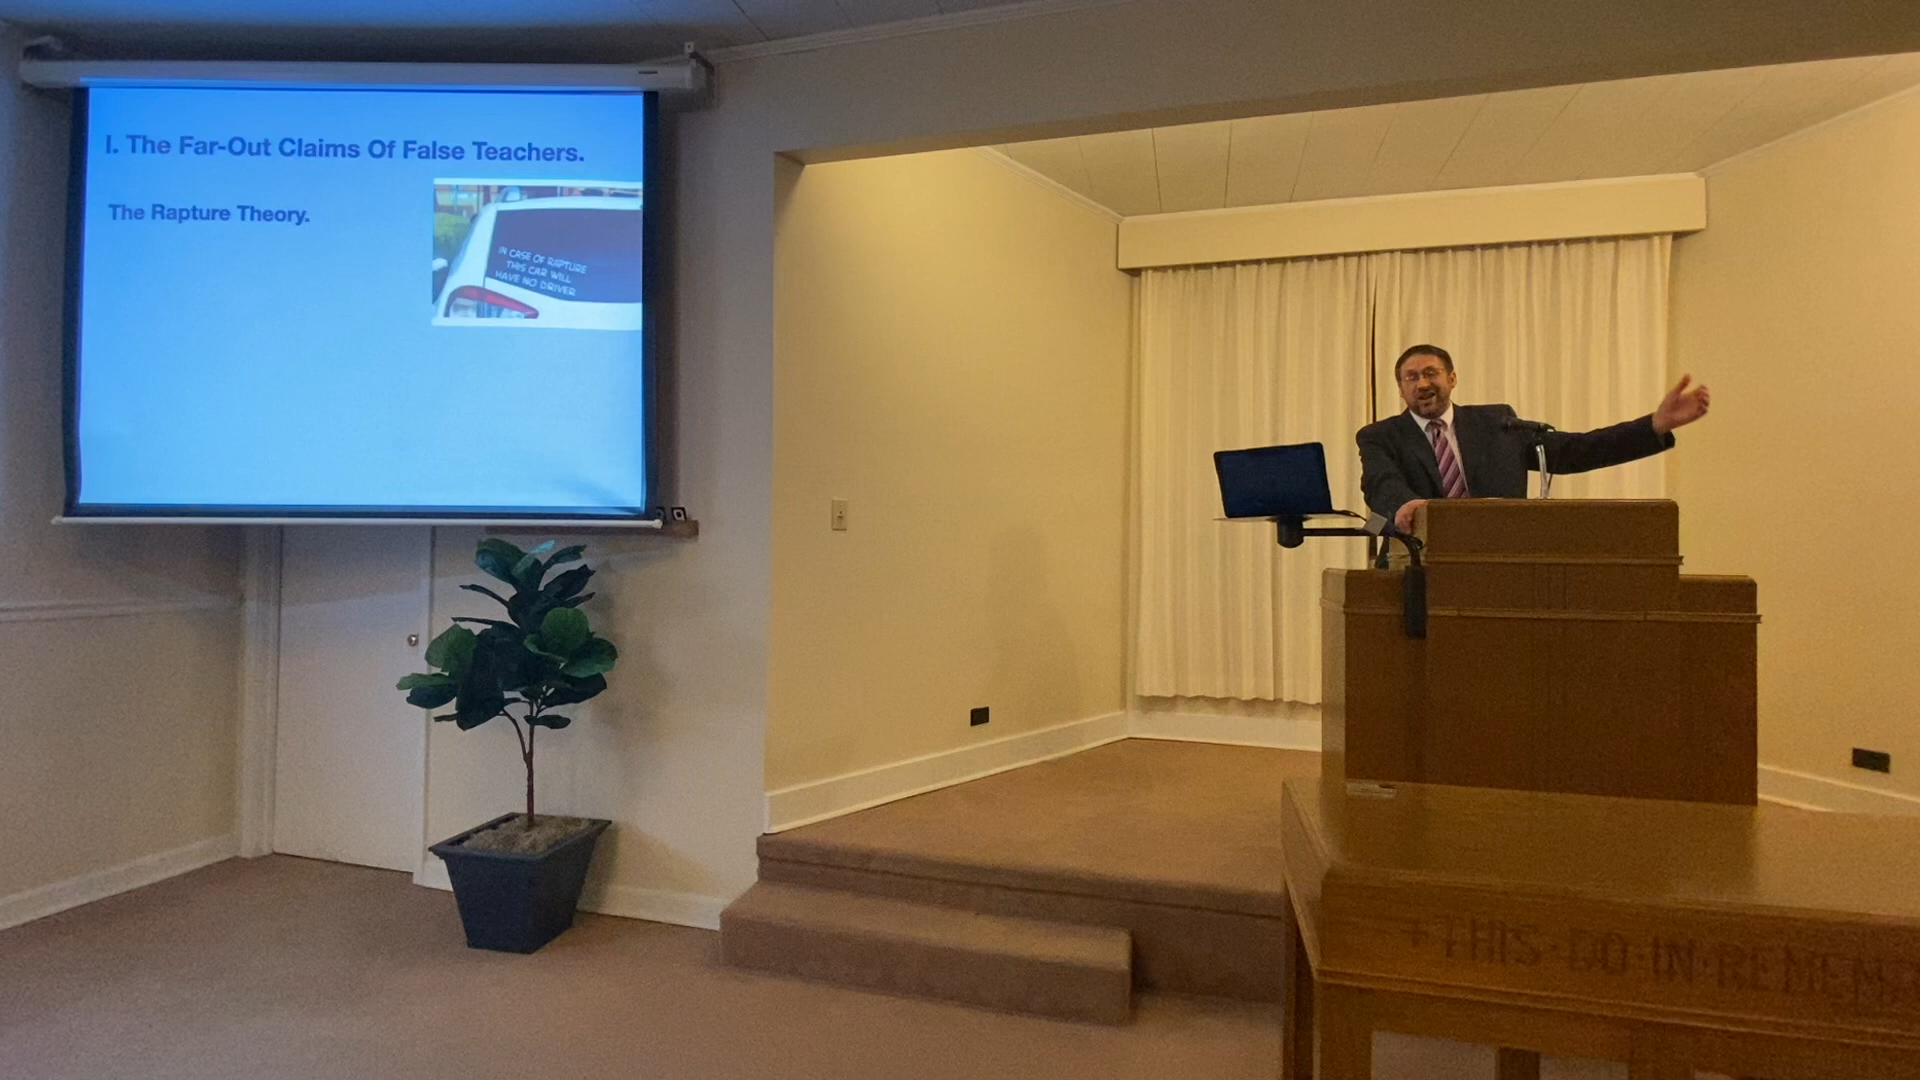 I. The Far-Out Claims Of False Teachers.
The Rapture Theory.
IN CASE OF RAPTURE
THIS CAR WILL
HAVE NO DRIVER
+THIS·DO·IN·REMEM